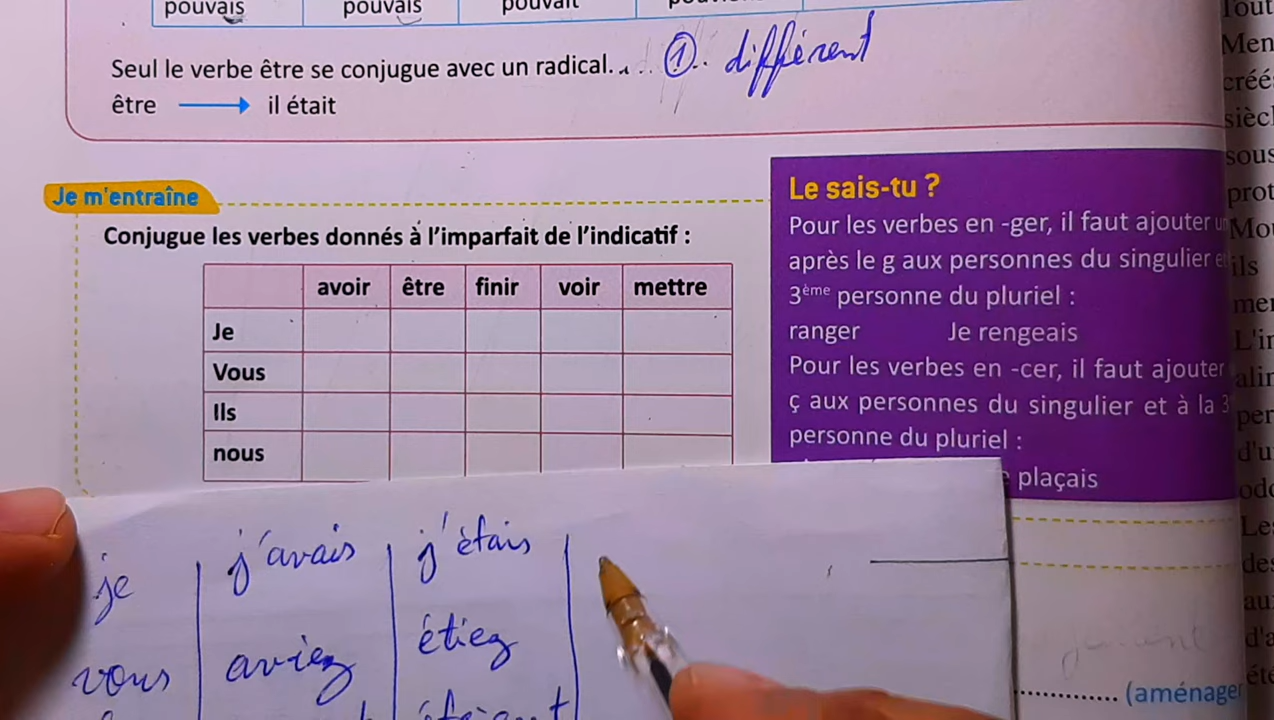 pouvais pouvais pouvait
Seul le verbe être se conjugue avec un radical. ① différent
être → il était
Je m'entraîne
Conjugue les verbes donnés à l'imparfait de l'indicatif :
avoir être finir voir mettre
Je
Vous
Ils
nous
Le sais-tu ?
Pour les verbes en -ger, il faut ajouter
après le g aux personnes du singulier
3ème personne du pluriel :
ranger Je rengeais
Pour les verbes en -cer, il faut ajouter
ç aux personnes du singulier et à la 3
personne du pluriel :
plaçais
je j'avais j'étais
vous aviez étiez
(aménager